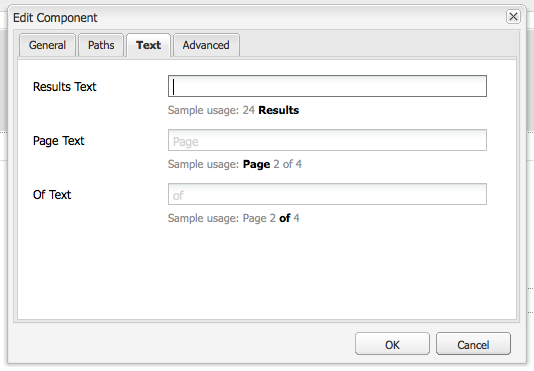 Edit Component
General Paths Text Advanced
Results Text
Sample usage: 24 Results
Page Text Page
Sample usage: Page 2 of 4
Of Text of
Sample usage: Page 2 of 4
OK Cancel